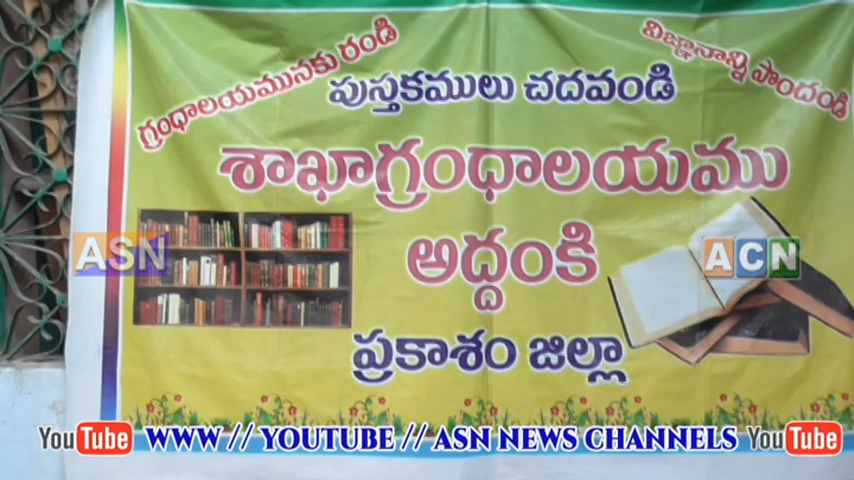 గ్రంధాలయమునకు రండి
విజ్ఞానాన్ని పొందండి
పుస్తకములు చదవండి
శాఖాగ్రంధాలయము
అద్దంకి
ప్రకాశం జిల్లా
ASN
ACN
YouTube WWW // YOUTUBE // ASN NEWS CHANNELS YouTube